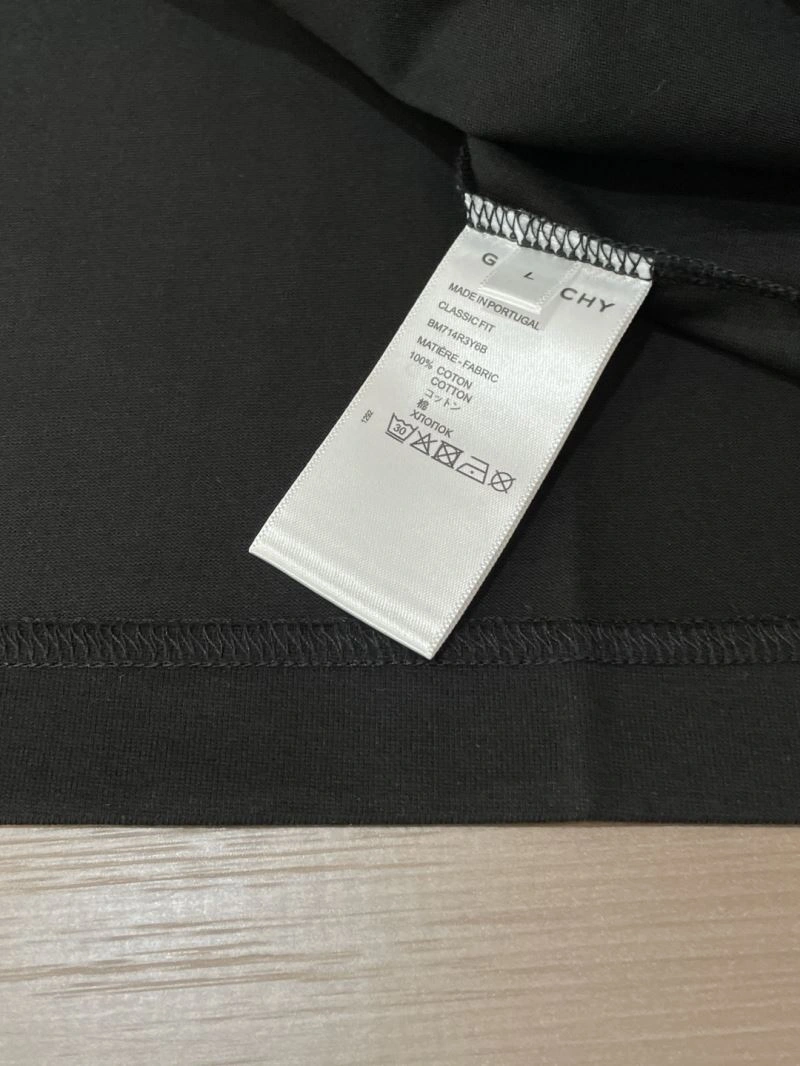 G L CHY
MADE IN PORTUGAL
CLASSIC FIT
BM714R3Y6B
MATIÈRE - FABRIC
100% COTON
COTTON
コットン
棉
ХЛОПОК
30